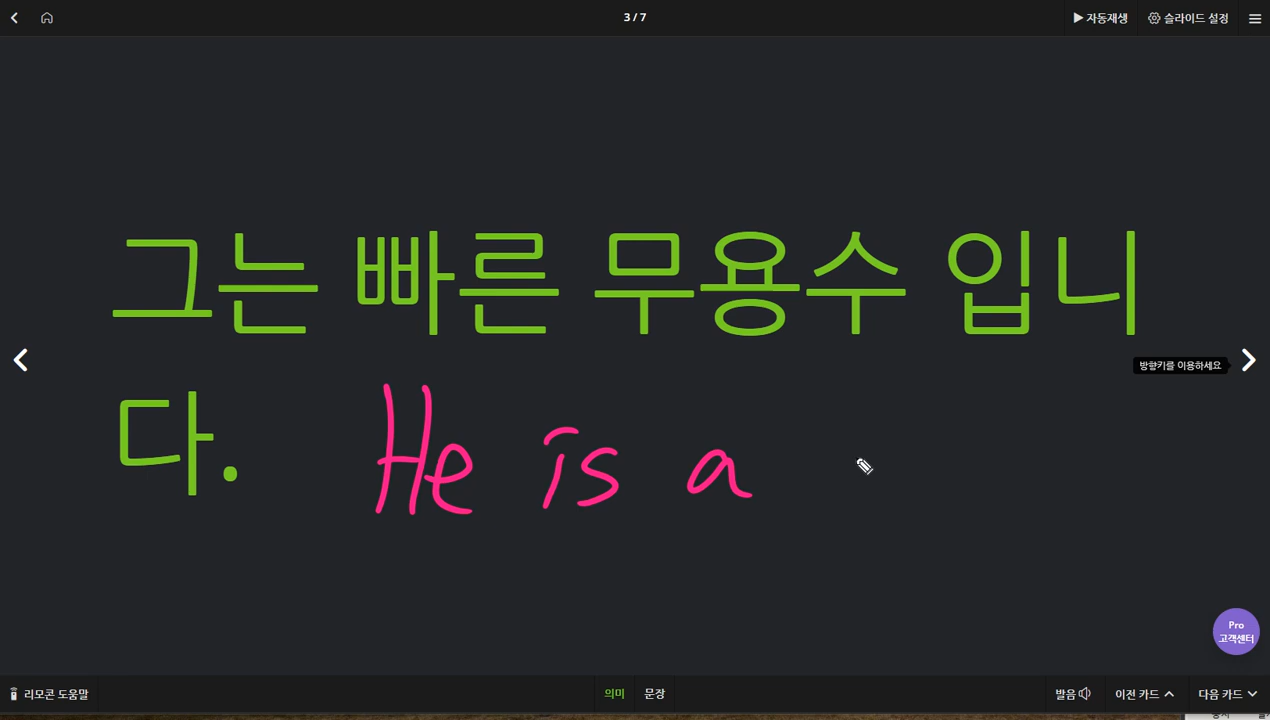 3 / 7
자동재생
슬라이드 설정
그는 빠른 무용수 입니
다.
He is a
방향키를 이용하세요
Pro
고객센터
리모콘 도움말
의미
문장
발음
이전 카드
다음 카드